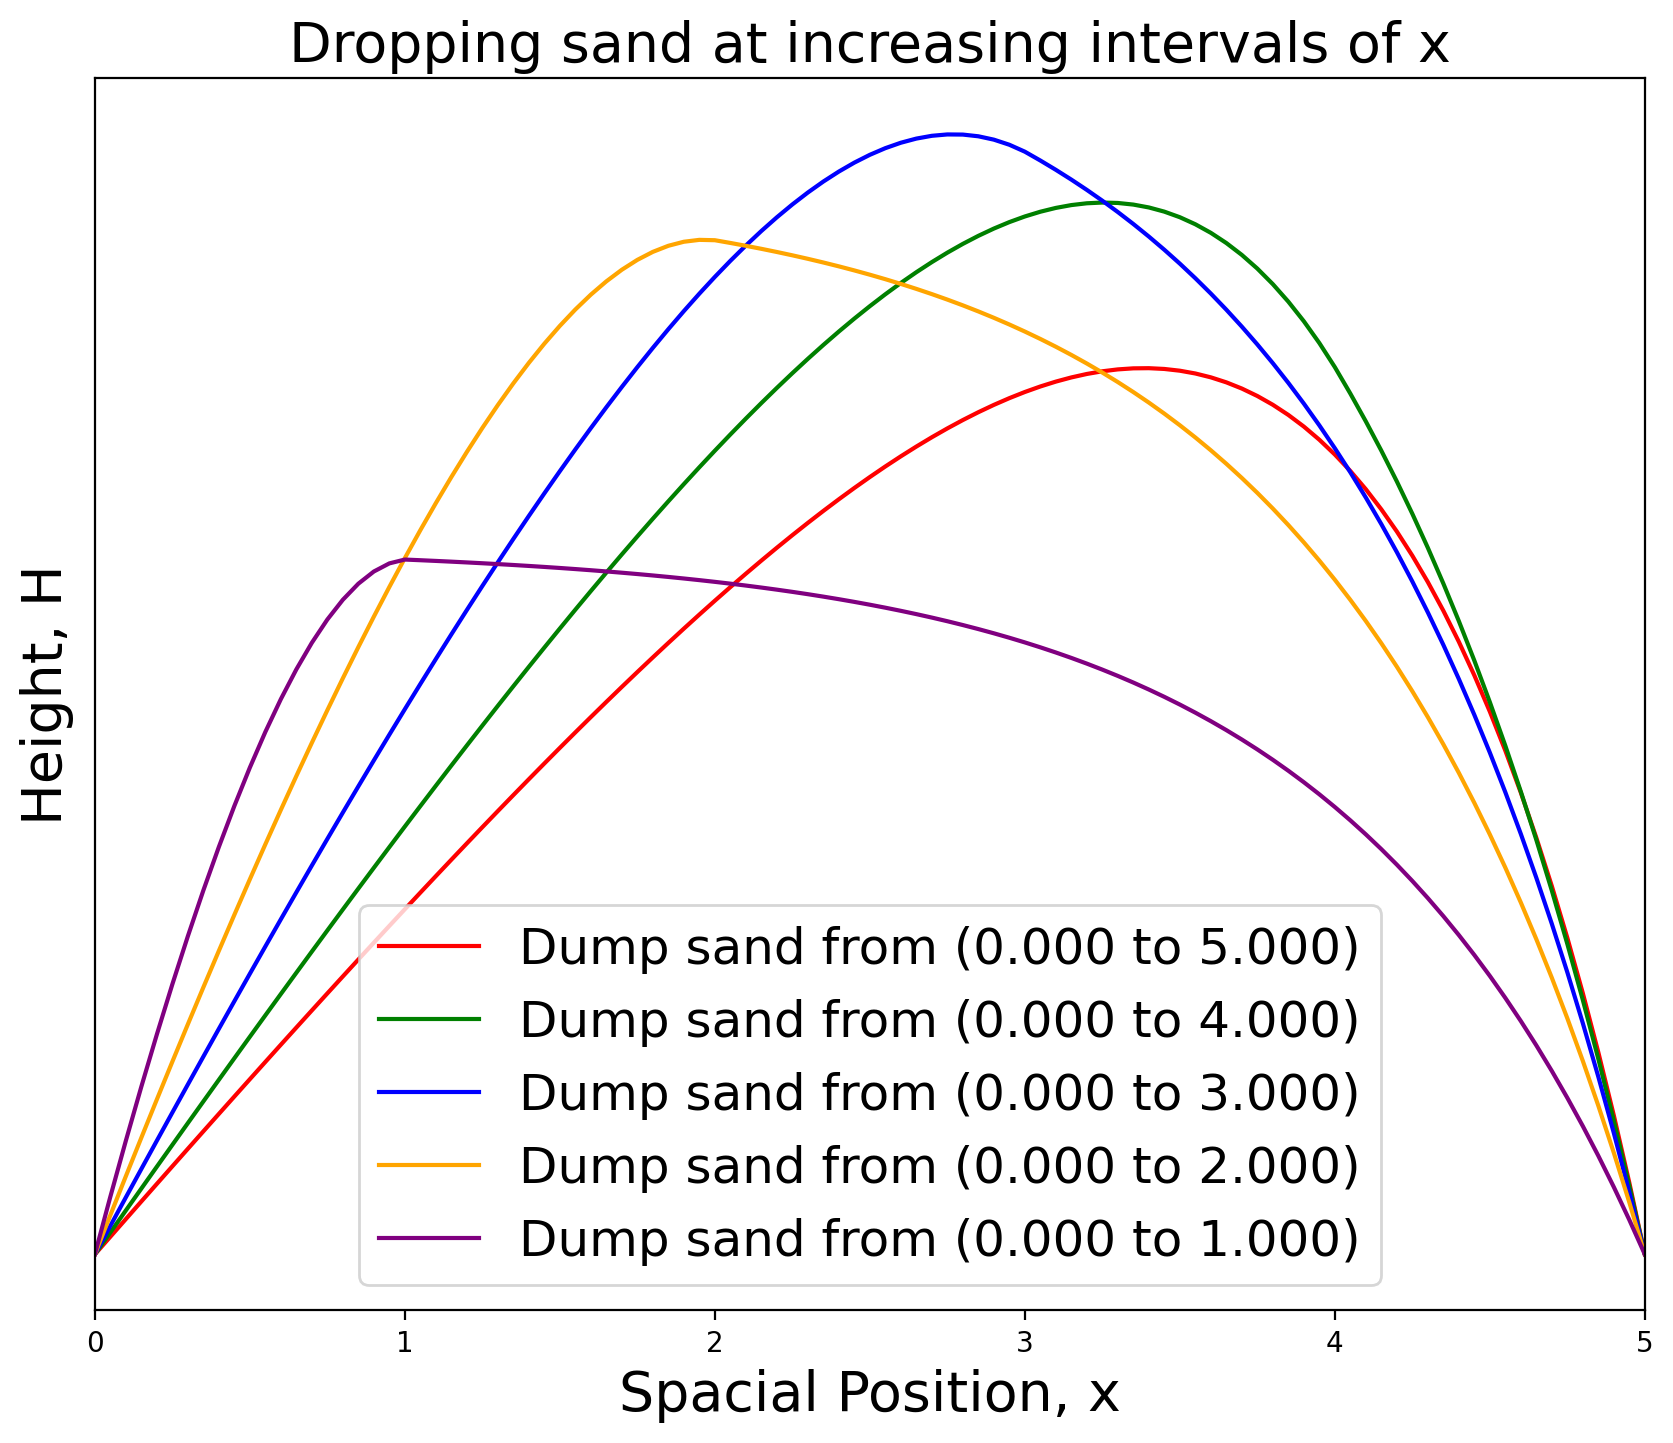 Dropping sand at increasing intervals of x
Height, H
Dump sand from (0.000 to 5.000)
Dump sand from (0.000 to 4.000)
Dump sand from (0.000 to 3.000)
Dump sand from (0.000 to 2.000)
Dump sand from (0.000 to 1.000)
0 1 2 3 4 5
Spacial Position, x